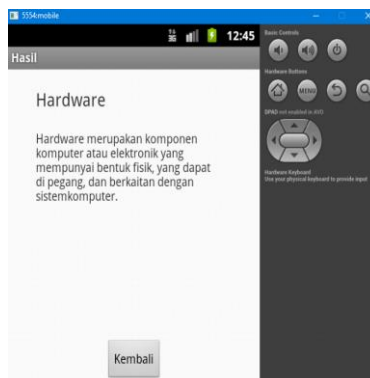 5554:mobile
3G
12:45
Hasil
Hardware
Hardware merupakan komponen
komputer atau elektronik yang
mempunyai bentuk fisik, yang dapat
di pegang, dan berkaitan dengan
sistemkomputer.
Kembali
Basic Controls
Hardware Buttons
MENU
DPAD not enabled in AVD
Hardware Keyboard
Use your physical keyboard to provide input